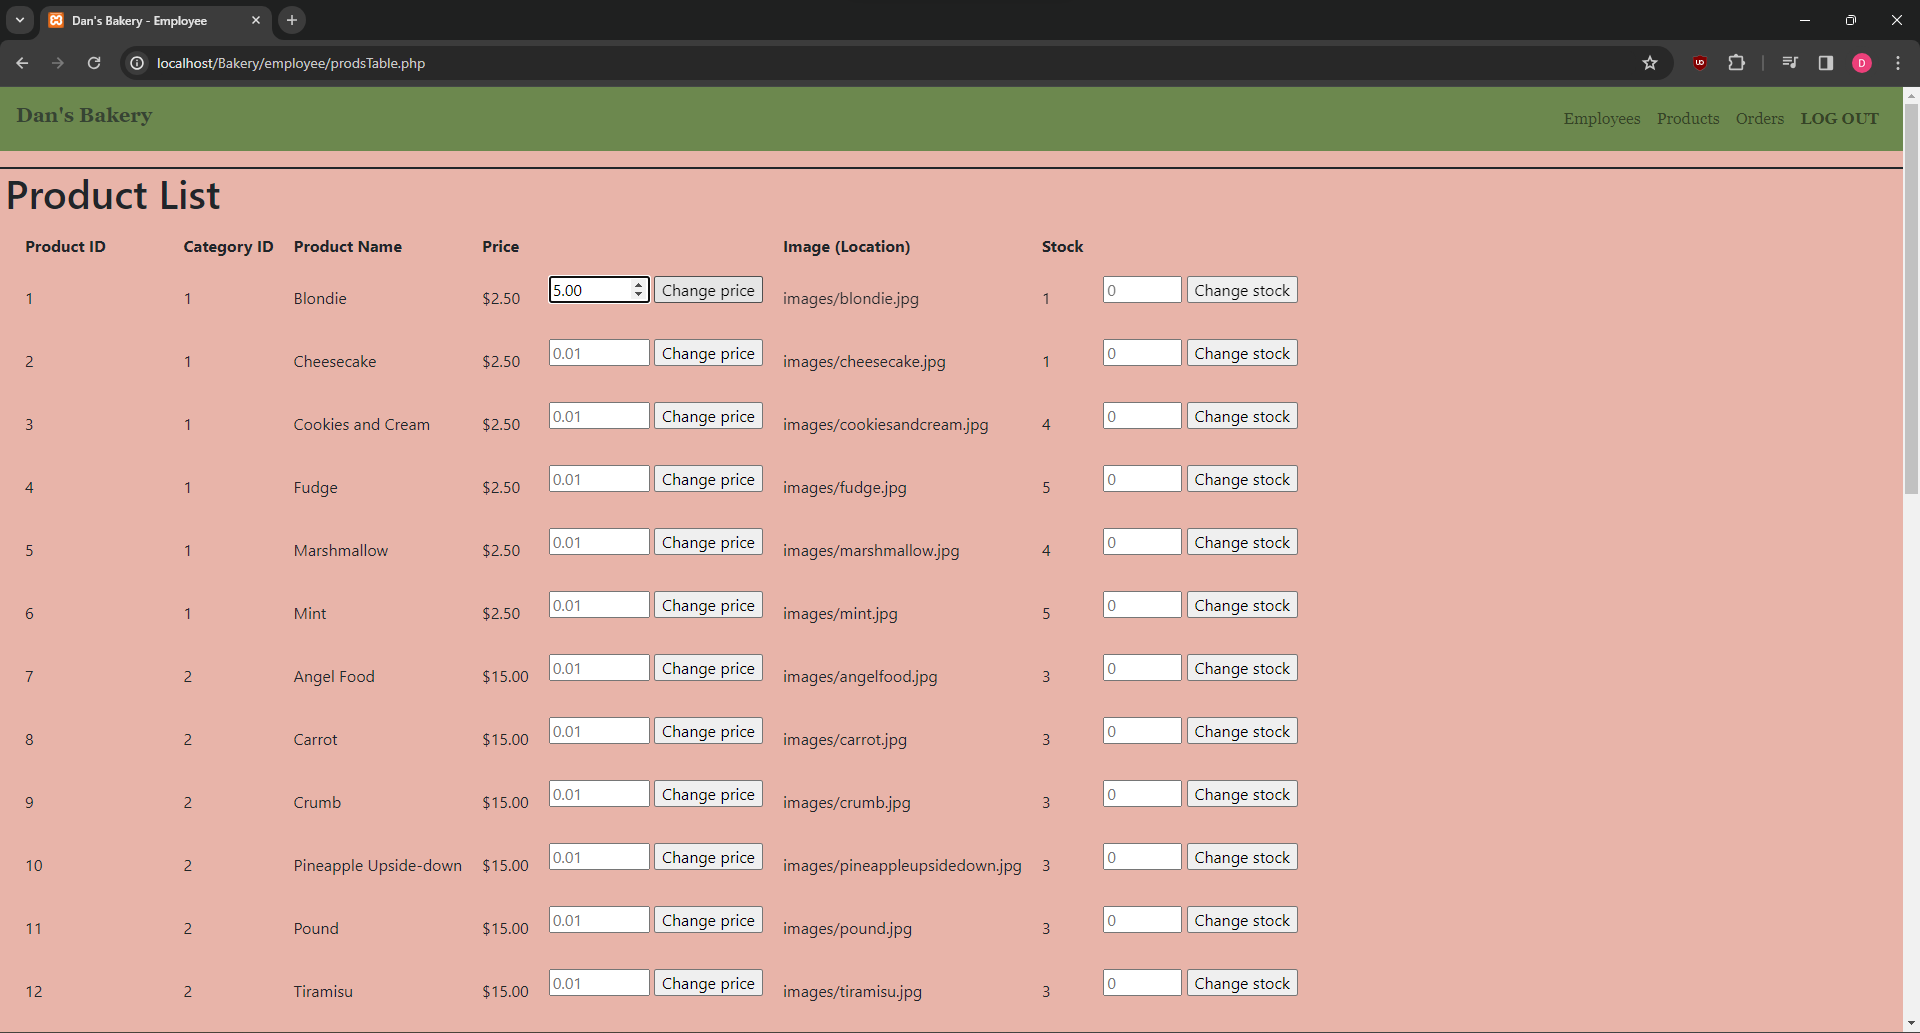 Dan's Bakery - Employee
localhost/Bakery/employee/prodsTable.php
UD
D
Dan's Bakery
Employees Products Orders LOG OUT
Product List
Product ID Category ID Product Name Price Image (Location) Stock
1 1 Blondie $2.50 5.00 Change price images/blondie.jpg 1 0 Change stock
2 1 Cheesecake $2.50 0.01 Change price images/cheesecake.jpg 1 0 Change stock
3 1 Cookies and Cream $2.50 0.01 Change price images/cookiesandcream.jpg 4 0 Change stock
4 1 Fudge $2.50 0.01 Change price images/fudge.jpg 5 0 Change stock
5 1 Marshmallow $2.50 0.01 Change price images/marshmallow.jpg 4 0 Change stock
6 1 Mint $2.50 0.01 Change price images/mint.jpg 5 0 Change stock
7 2 Angel Food $15.00 0.01 Change price images/angelfood.jpg 3 0 Change stock
8 2 Carrot $15.00 0.01 Change price images/carrot.jpg 3 0 Change stock
9 2 Crumb $15.00 0.01 Change price images/crumb.jpg 3 0 Change stock
10 2 Pineapple Upside-down $15.00 0.01 Change price images/pineappleupsidedown.jpg 3 0 Change stock
11 2 Pound $15.00 0.01 Change price images/pound.jpg 3 0 Change stock
12 2 Tiramisu $15.00 0.01 Change price images/tiramisu.jpg 3 0 Change stock